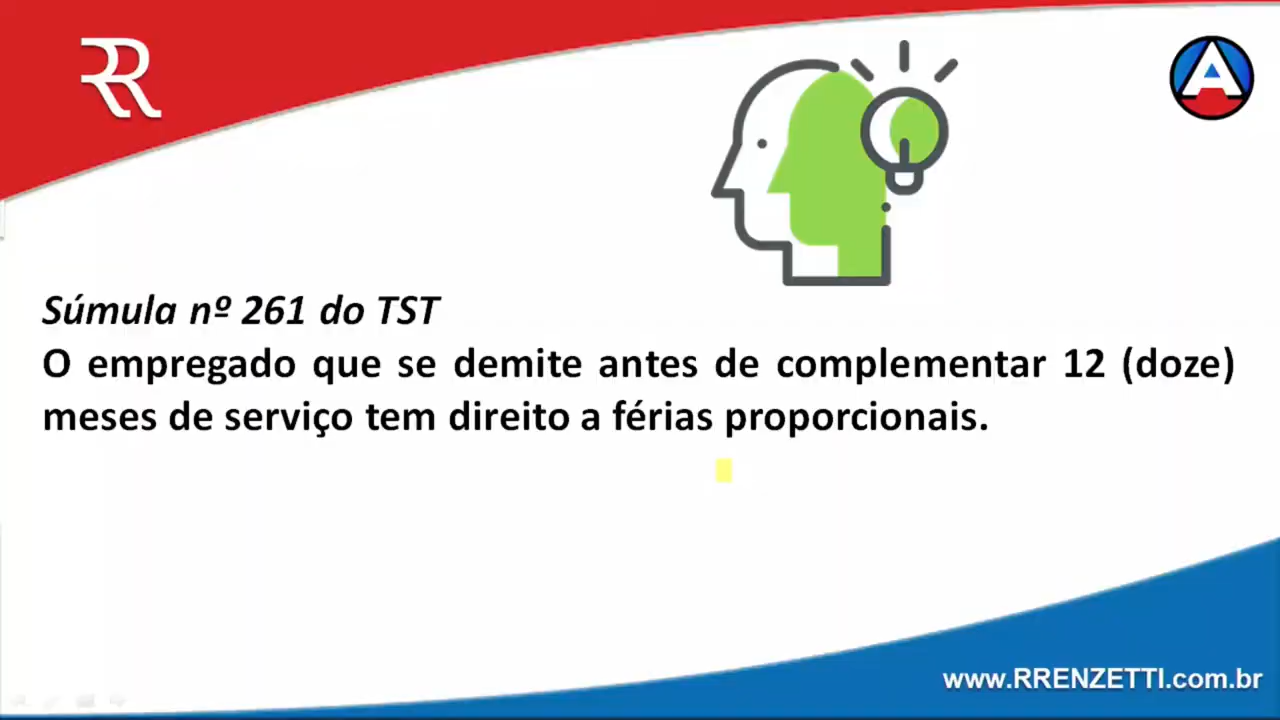 RR
A
Súmula nº 261 do TST
O empregado que se demite antes de complementar 12 (doze)
meses de serviço tem direito a férias proporcionais.
www.RRENZETTI.com.br